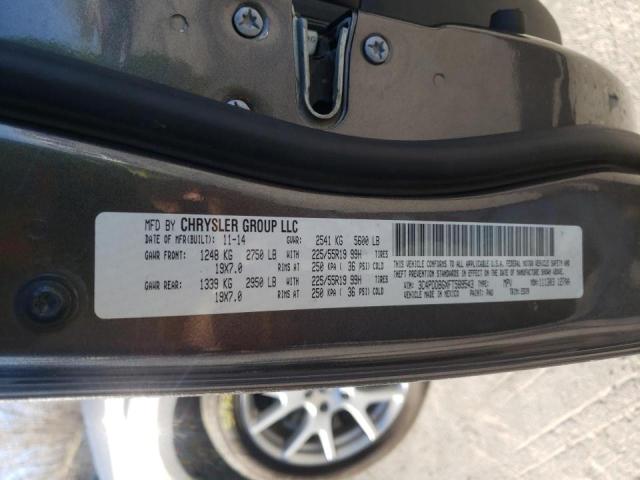 MFD BY CHRYSLER GROUP LLC
DATE OF MFR(BUILT): 11-14 GVWR: 2541 KG 5600 LB
GAWR FRONT: 1248 KG 2750 LB 225/55R19 99H TIRES
19X7.0 RIMS AT 250 KPA ( 36 PSI) COLD
GAWR REAR: 1339 KG 2950 LB 225/55R19 99H TIRES
19X7.0 RIMS AT 250 KPA ( 36 PSI) COLD
THIS VEHICLE CONFORMS TO ALL APPLICABLE U.S.A. FEDERAL MOTOR VEHICLE SAFETY AND
THEFT PREVENTION STANDARDS IN EFFECT ON THE DATE OF MANUFACTURE SHOWN ABOVE.
VIN: TYPE: MPV
MADE IN MEXICO PAINT: TRIM: